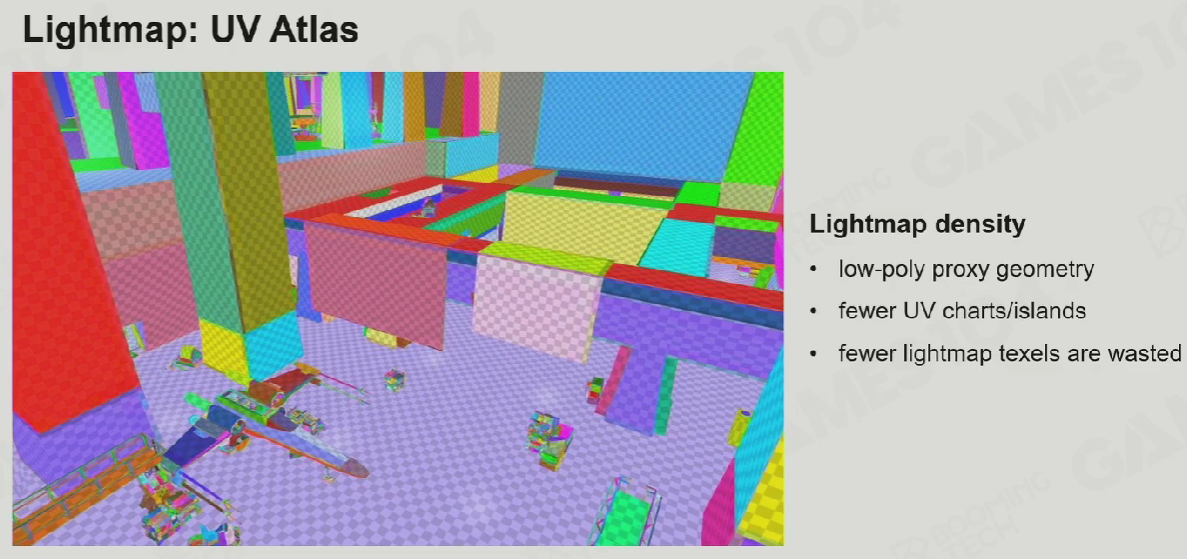 Lightmap: UV Atlas
Lightmap density
• low-poly proxy geometry
• fewer UV charts/islands
• fewer lightmap texels are wasted
GAMES104
BOOMING
TECH